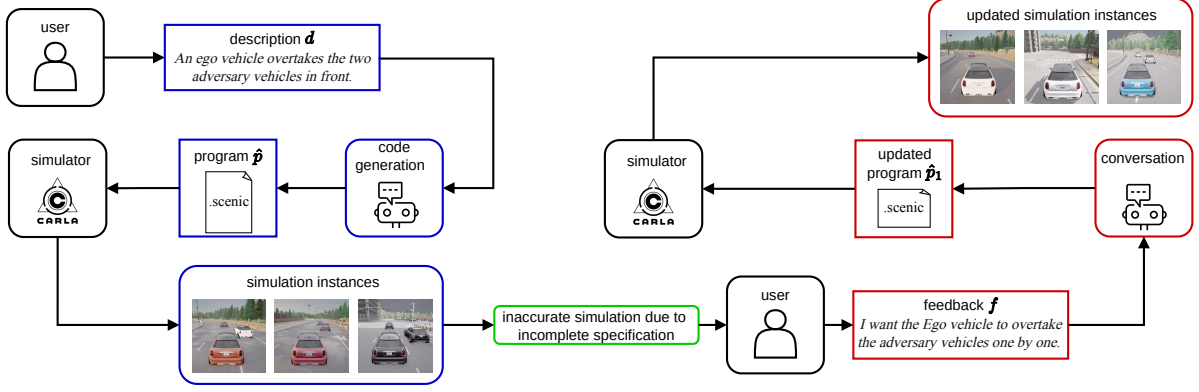 user
description d
An ego vehicle overtakes the two
adversary vehicles in front.
code
generation
program p̂
.scenic
simulator
CARLA
simulation instances
inaccurate simulation due to
incomplete specification
user
feedback f
I want the Ego vehicle to overtake
the adversary vehicles one by one.
conversation
updated
program p̂₁
.scenic
simulator
CARLA
updated simulation instances